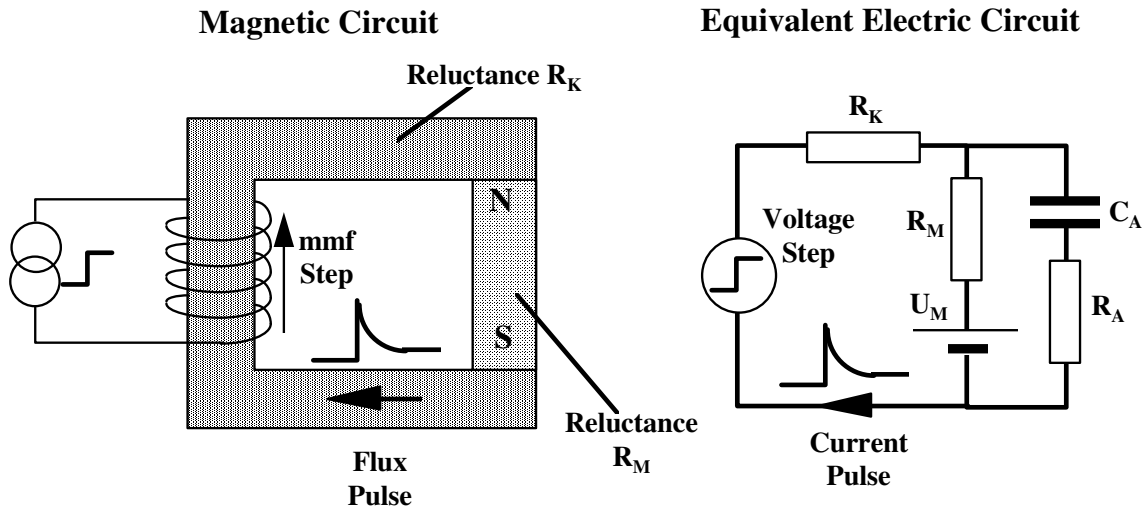 Magnetic Circuit
Reluctance R_K
N
mmf
Step
S
Reluctance
R_M
Flux
Pulse
Equivalent Electric Circuit
R_K
Voltage
Step
R_M
C_A
U_M
R_A
Current
Pulse